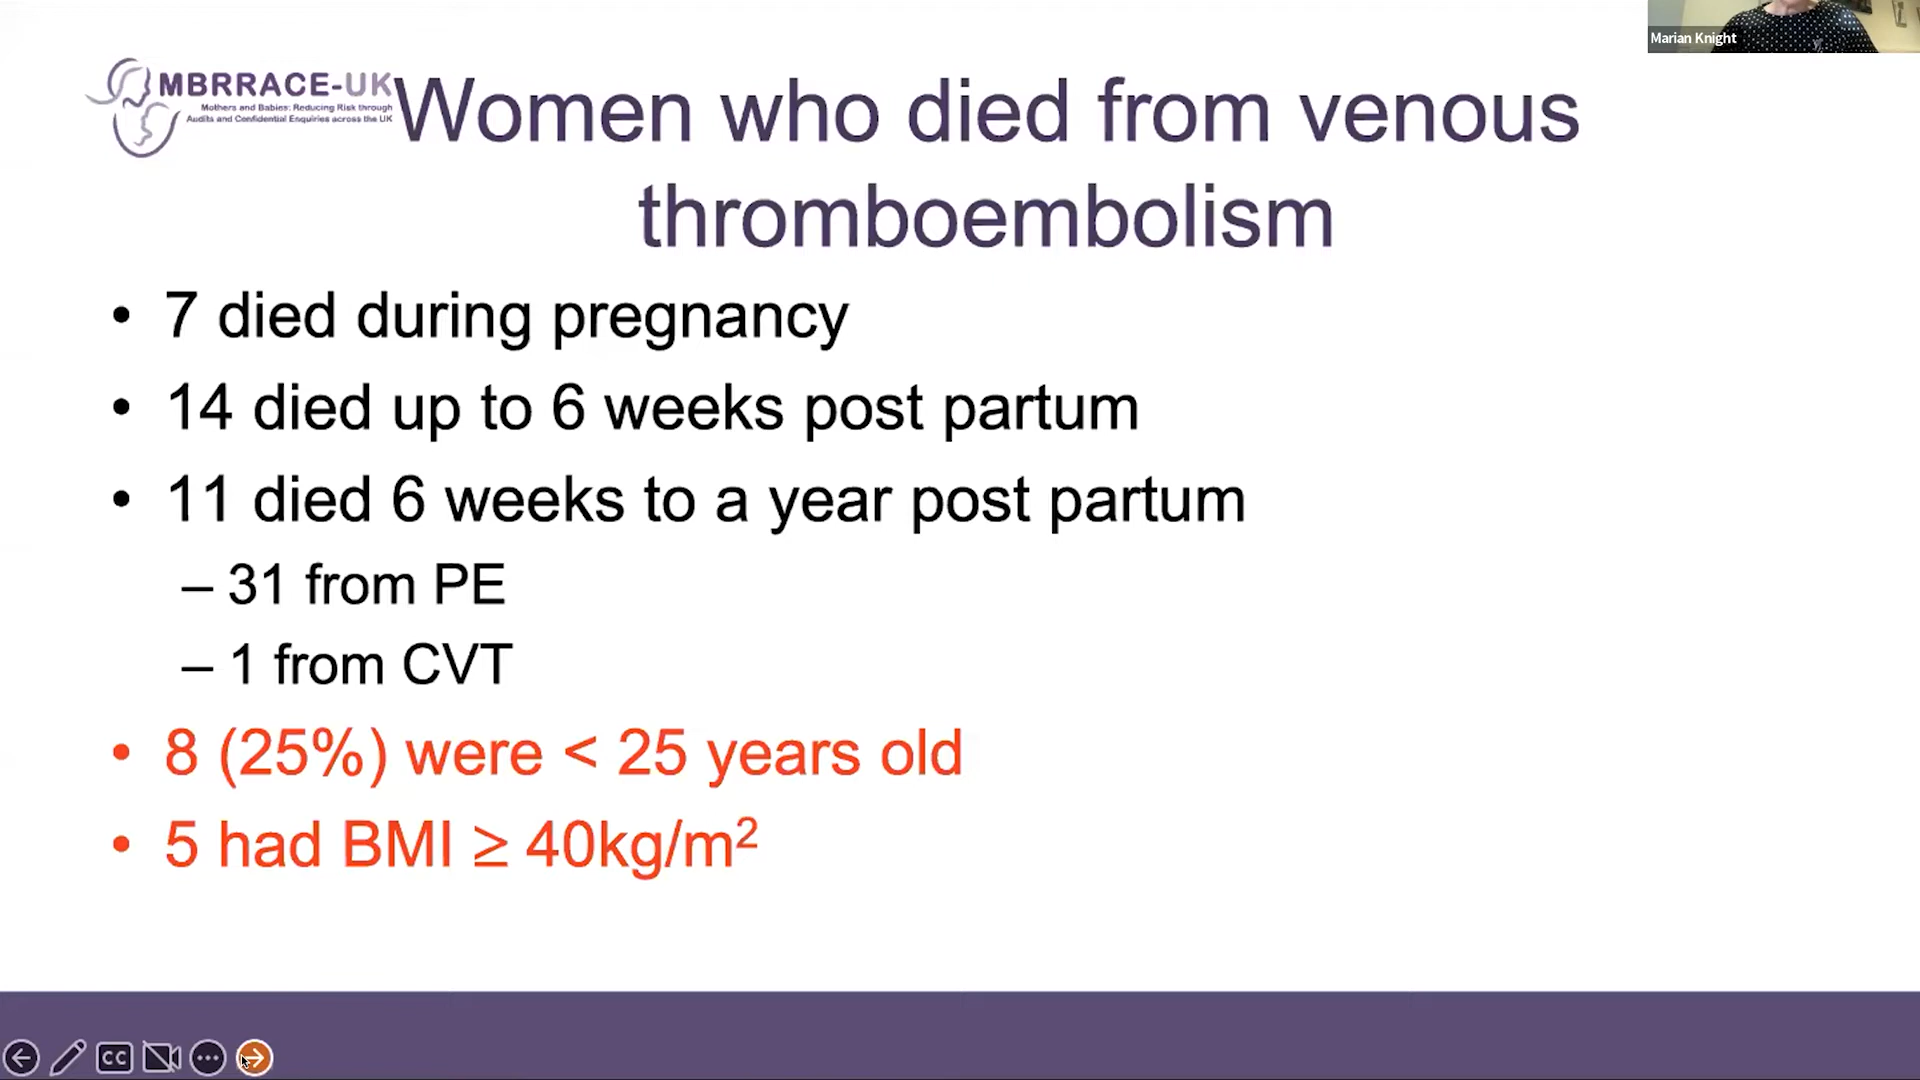 Marian Knight
MBRRACE-UK
Mothers and Babies: Reducing Risk through
Audits and Confidential Enquiries across the UK
Women who died from venous
thromboembolism
• 7 died during pregnancy
• 14 died up to 6 weeks post partum
• 11 died 6 weeks to a year post partum
– 31 from PE
– 1 from CVT
• 8 (25%) were < 25 years old
• 5 had BMI ≥ 40kg/m²
CC